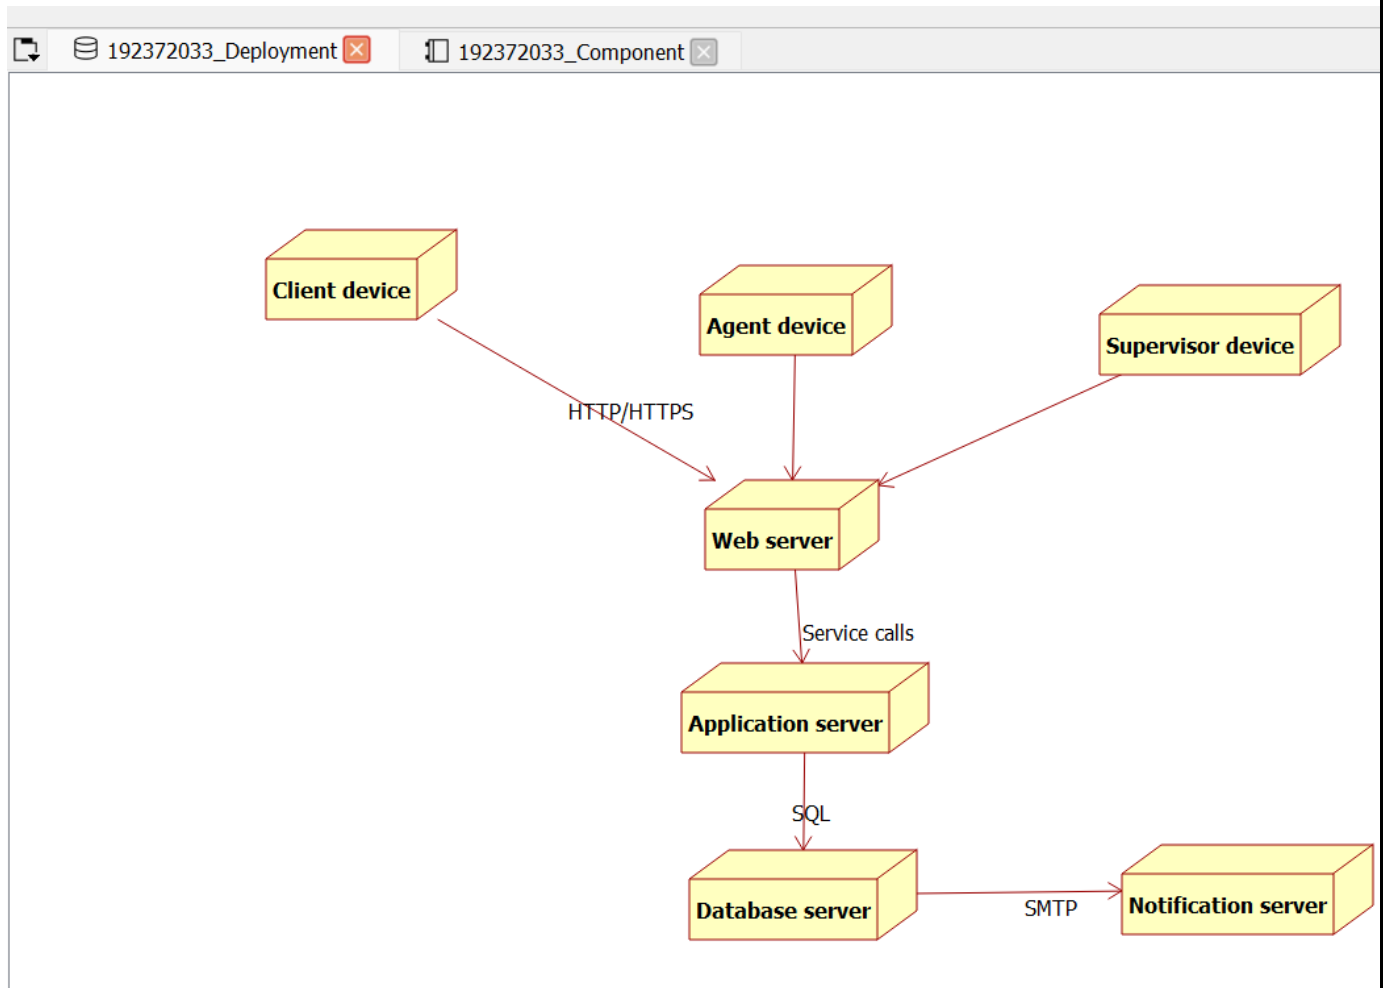 192372033_Deployment
192372033_Component
Client device
Agent device
Supervisor device
HTTP/HTTPS
Web server
Service calls
Application server
SQL
Database server
SMTP
Notification server